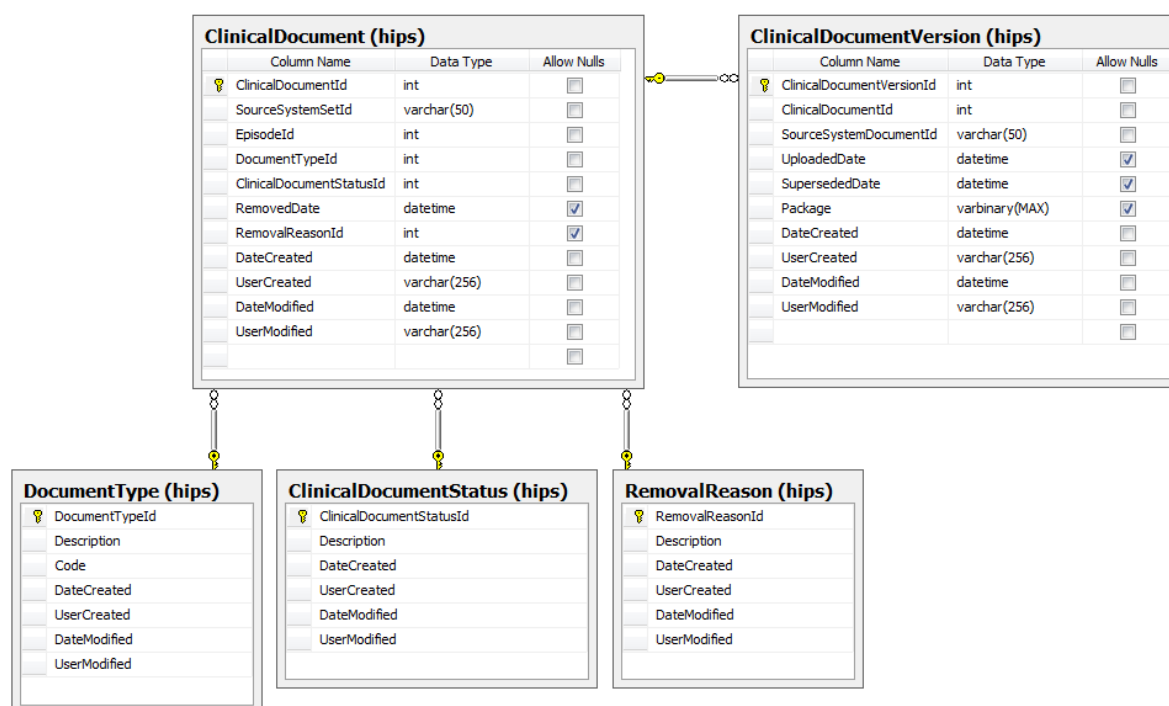 ClinicalDocument (hips)
Column Name Data Type Allow Nulls
ClinicalDocumentId int
SourceSystemSetId varchar(50)
EpisodeId int
DocumentTypeId int
ClinicalDocumentStatusId int
RemovedDate datetime
RemovalReasonId int
DateCreated datetime
UserCreated varchar(256)
DateModified datetime
UserModified varchar(256)
ClinicalDocumentVersion (hips)
Column Name Data Type Allow Nulls
ClinicalDocumentVersionId int
ClinicalDocumentId int
SourceSystemDocumentId varchar(50)
UploadedDate datetime
SupersededDate datetime
Package varbinary(MAX)
DateCreated datetime
UserCreated varchar(256)
DateModified datetime
UserModified varchar(256)
DocumentType (hips)
DocumentTypeId
Description
Code
DateCreated
UserCreated
DateModified
UserModified
ClinicalDocumentStatus (hips)
ClinicalDocumentStatusId
Description
DateCreated
UserCreated
DateModified
UserModified
RemovalReason (hips)
RemovalReasonId
Description
DateCreated
UserCreated
DateModified
UserModified